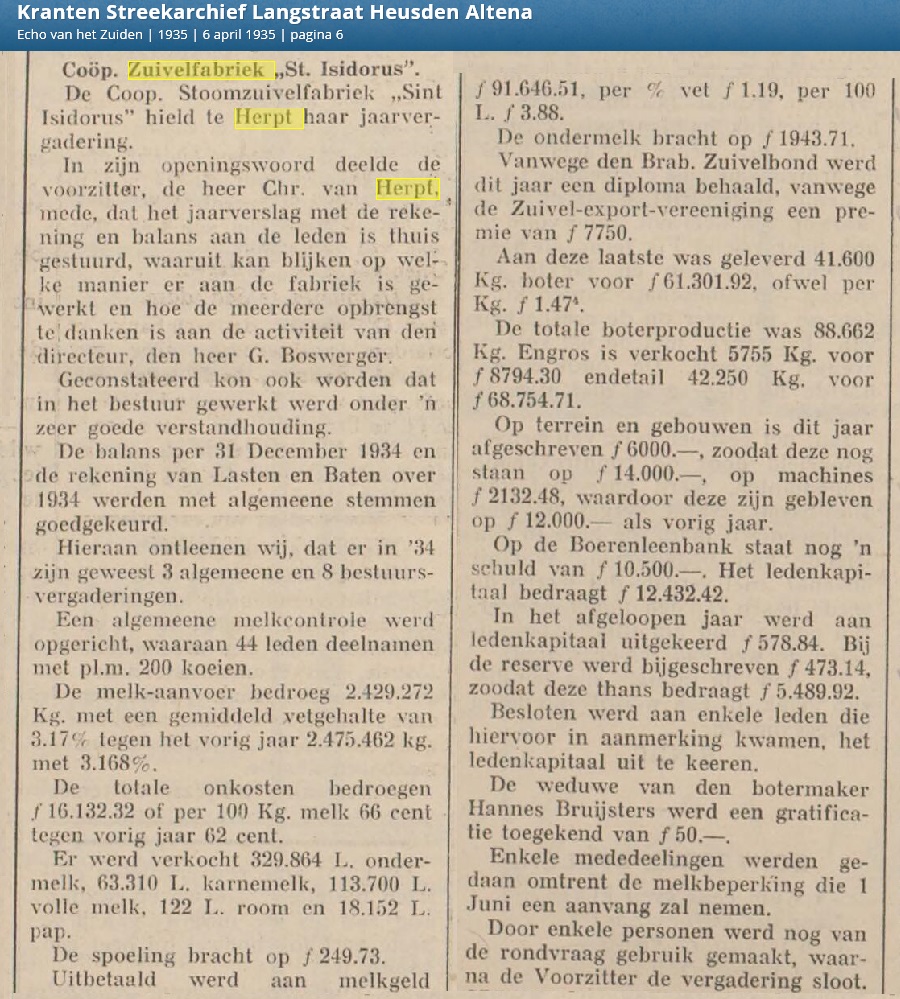 Kranten Streekarchief Langstraat Heusden Altena
Echo van het Zuiden | 1935 | 6 april 1935 | pagina 6
Coöp. Zuivelfabriek „St. Isidorus”.
De Coop. Stoomzuivelfabriek „Sint
Isidorus” hield te Herpt haar jaarver-
gadering.
In zijn openingswoord deelde de
voorzitter, de heer Chr. van Herpt,
mede, dat het jaarverslag met de reke-
ning en balans aan de leden is thuis
gestuurd, waaruit kan blijken op wel-
ke manier er aan de fabriek is ge-
werkt en hoe de meerdere opbrengst
te danken is aan de activiteit van den
directeur, den heer G. Boswerger.
Geconstateerd kon ook worden dat
in het bestuur gewerkt werd onder 'n
zeer goede verstandhouding.
De balans per 31 December 1934 en
de rekening van Lasten en Baten over
1934 werden met algemeene stemmen
goedgekeurd.
Hieraan ontleenen wij, dat er in '34
zijn geweest 3 algemeene en 8 bestuurs-
vergaderingen.
Een algemeene melkcontrole werd
opgericht, waaraan 44 leden deelnamen
met pl.m. 200 koeien.
De melk-aanvoer bedroeg 2.429.272
Kg. met een gemiddeld vetgehalte van
3.17% tegen het vorig jaar 2.475.462 kg.
met 3.168%.
De totale onkosten bedroegen
f 16.132.32 of per 100 Kg. melk 66 cent
tegen vorig jaar 62 cent.
Er werd verkocht 329.864 L. onder-
melk, 63.310 L. karnemelk, 113.700 L.
volle melk, 122 L. room en 18.152 L.
pap.
De spoeling bracht op f 249.73.
Uitbetaald werd aan melkgeld
f 91.646.51, per % vet f 1.19, per 100
L. f 3.88.
De ondermelk bracht op f 1943.71.
Vanwege den Brab. Zuivelbond werd
dit jaar een diploma behaald, vanwege
de Zuivel-export-vereeniging een pre-
mie van f 7750.
Aan deze laatste was geleverd 41.600
Kg. boter voor f 61.301.92, ofwel per
Kg. f 1.47⁴.
De totale boterproductie was 88.662
Kg. Engros is verkocht 5755 Kg. voor
f 8794.30 endetail 42.250 Kg. voor
f 68.754.71.
Op terrein en gebouwen is dit jaar
afgeschreven f 6000.—, zoodat deze nog
staan op f 14.000.—, op machines
f 2132.48, waardoor deze zijn gebleven
op f 12.000.— als vorig jaar.
Op de Boerenleenbank staat nog 'n
schuld van f 10.500.—. Het ledenkapi-
taal bedraagt f 12.432.42.
In het afgeloopen jaar werd aan
ledenkapitaal uitgekeerd f 578.84. Bij
de reserve werd bijgeschreven f 473.14,
zoodat deze thans bedraagt f 5.489.92.
Besloten werd aan enkele leden die
hiervoor in aanmerking kwamen, het
ledenkapitaal uit te keeren.
De weduwe van den botermaker
Hannes Bruijsters werd een gratifica-
tie toegekend van f 50.—.
Enkele mededeelingen werden ge-
daan omtrent de melkbeperking die 1
Juni een aanvang zal nemen.
Door enkele personen werd nog van
de rondvraag gebruik gemaakt, waar-
na de Voorzitter de vergadering sloot.